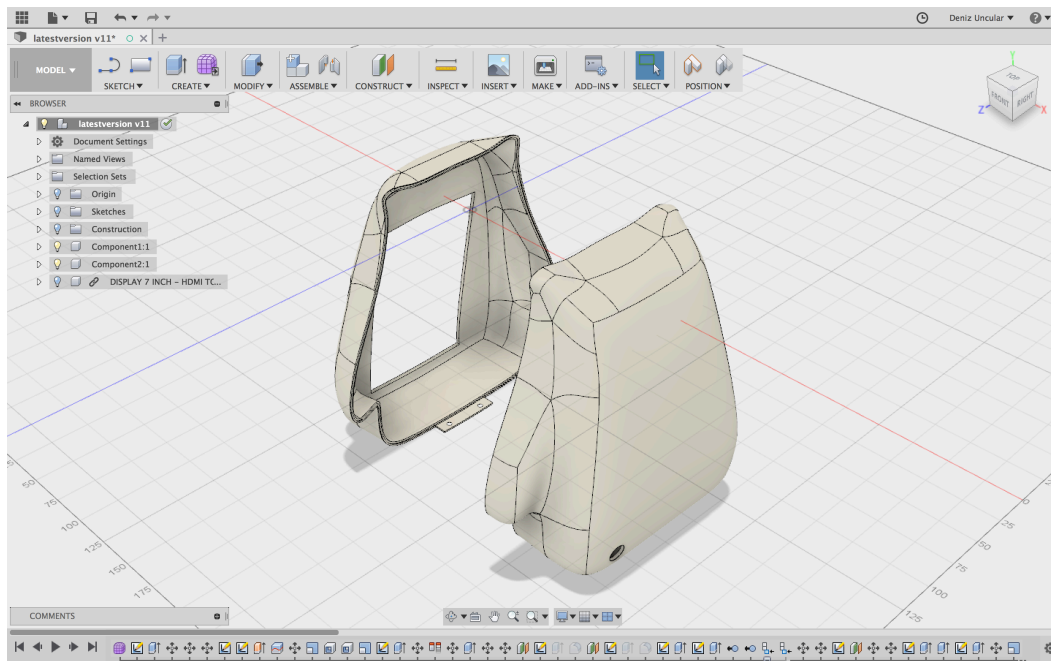 Deniz Uncular
latestversion v11*
MODEL
SKETCH
CREATE
MODIFY
ASSEMBLE
CONSTRUCT
INSPECT
INSERT
MAKE
ADD-INS
SELECT
POSITION
Y
TOP
FRONT
RIGHT
Z
X
BROWSER
latestversion v11
Document Settings
Named Views
Selection Sets
Origin
Sketches
Construction
Component1:1
Component2:1
DISPLAY 7 INCH - HDMI TC...
50
75
100
125
150
175
0
25
50
75
100
125
COMMENTS